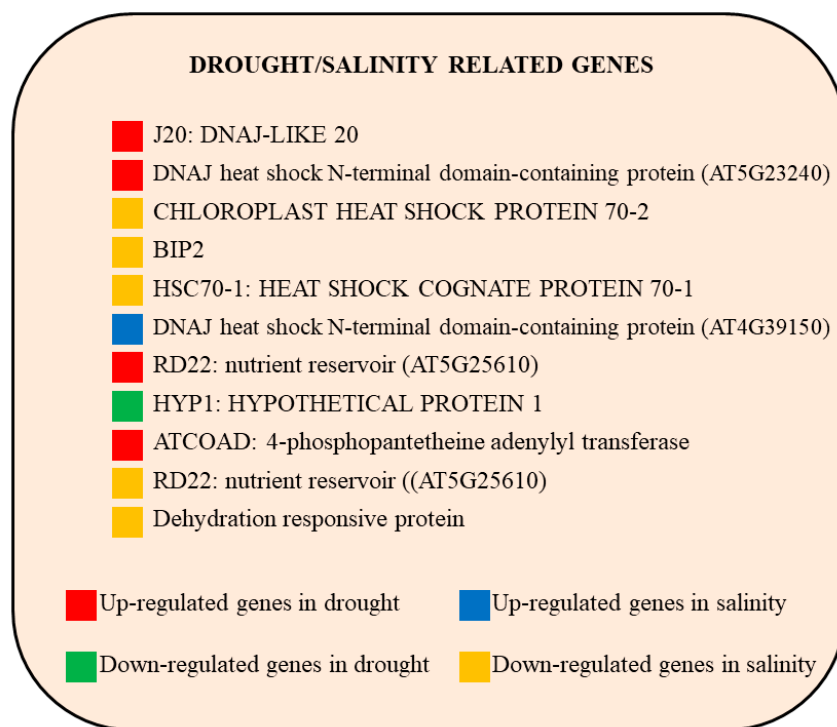 DROUGHT/SALINITY RELATED GENES
J20: DNAJ-LIKE 20
DNAJ heat shock N-terminal domain-containing protein (AT5G23240)
CHLOROPLAST HEAT SHOCK PROTEIN 70-2
BIP2
HSC70-1: HEAT SHOCK COGNATE PROTEIN 70-1
DNAJ heat shock N-terminal domain-containing protein (AT4G39150)
RD22: nutrient reservoir (AT5G25610)
HYP1: HYPOTHETICAL PROTEIN 1
ATCOAD: 4-phosphopantetheine adenylyl transferase
RD22: nutrient reservoir ((AT5G25610)
Dehydration responsive protein
Up-regulated genes in drought
Up-regulated genes in salinity
Down-regulated genes in drought
Down-regulated genes in salinity